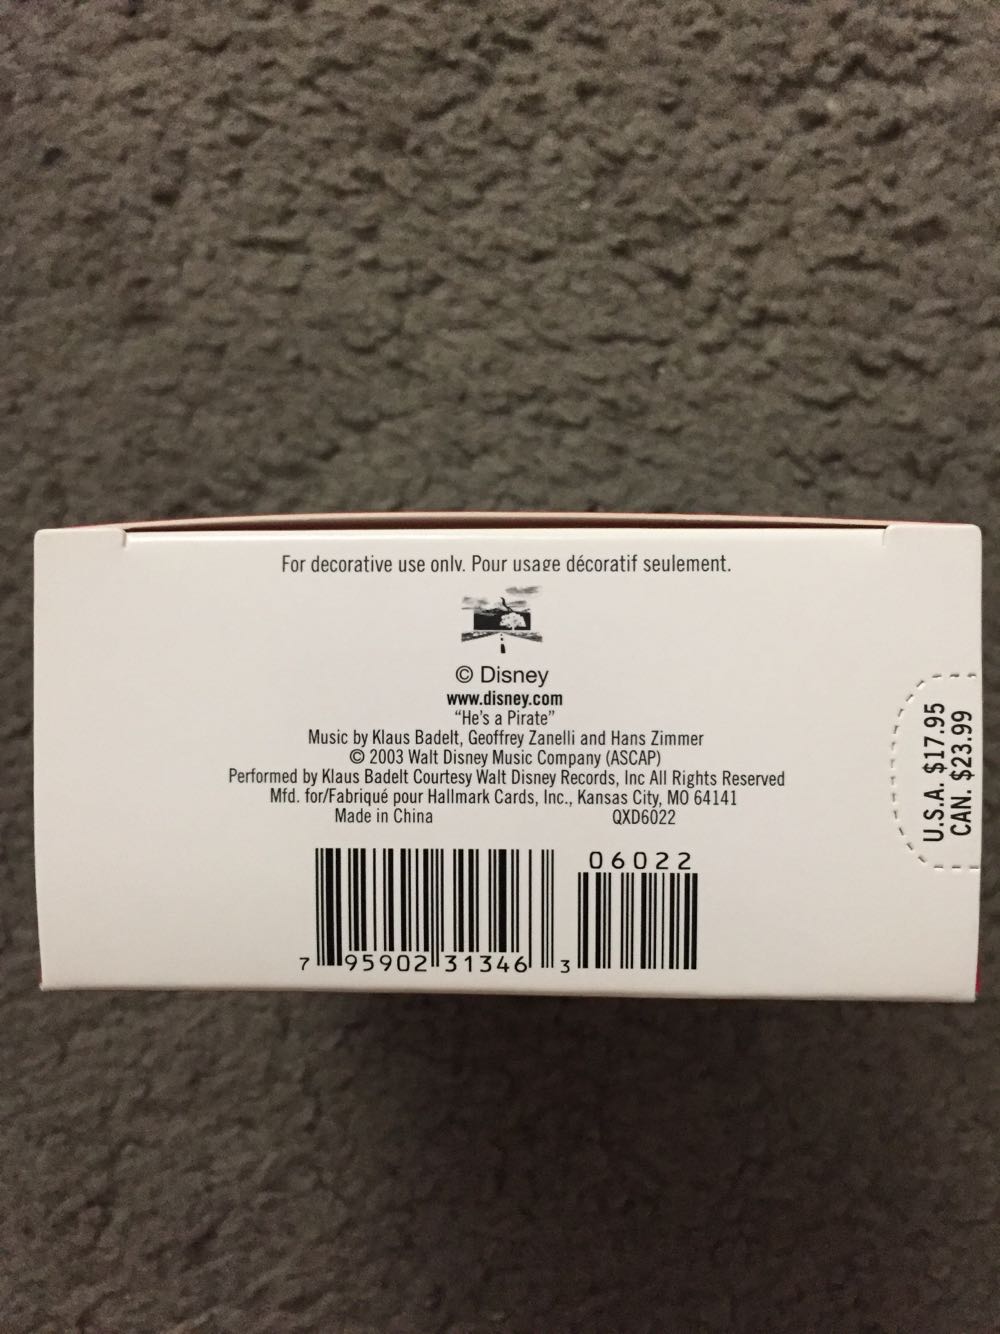 For decorative use only. Pour usage décoratif seulement.
© Disney
www.disney.com
“He's a Pirate”
Music by Klaus Badelt, Geoffrey Zanelli and Hans Zimmer
© 2003 Walt Disney Music Company (ASCAP)
Performed by Klaus Badelt Courtesy Walt Disney Records, Inc All Rights Reserved
Mfd. for/Fabriqué pour Hallmark Cards, Inc., Kansas City, MO 64141
Made in China QXD6022
06022
7 95902 31346 3
U.S.A. $17.95
CAN. $23.99